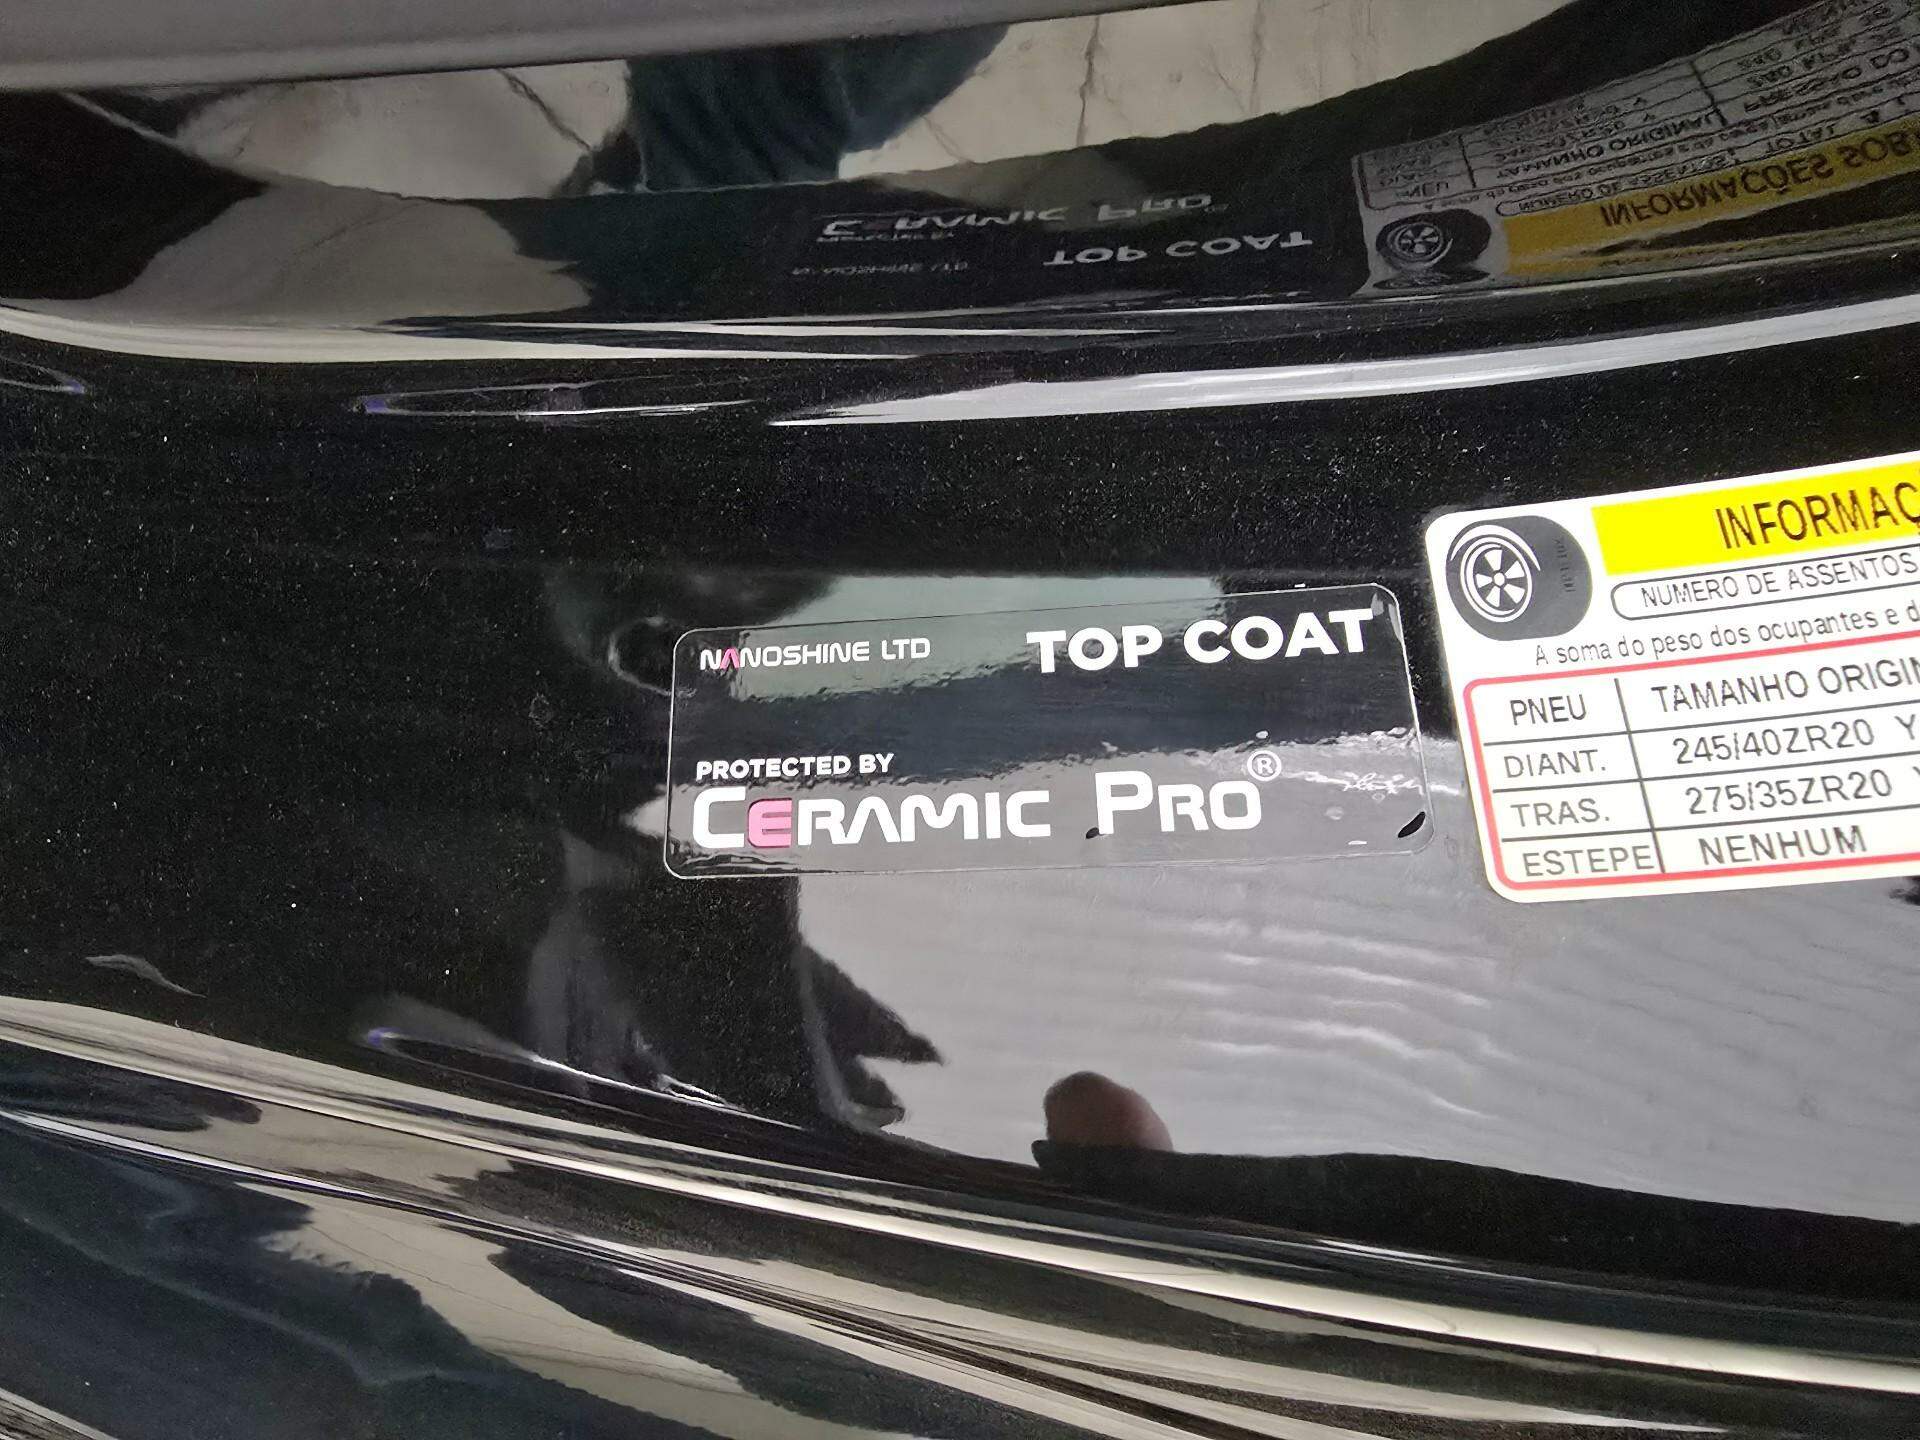 NANOSHINE LTD
TOP COAT
PROTECTED BY
CERAMIC PRO®
INFORMAÇ
NUMERO DE ASSENTOS
A soma do peso dos ocupantes e d
PNEU TAMANHO ORIGIN
DIANT. 245/40ZR20 Y
TRAS. 275/35ZR20 Y
ESTEPE NENHUM